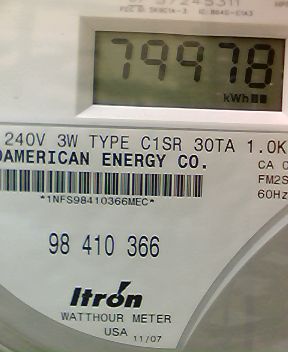 79978
kWh
240V 3W TYPE C1SR 30TA 1.0K
OAMERICAN ENERGY CO.
CA
FM2S
60Hz
*1NFS98410366MEC*
98 410 366
Itron
WATTHOUR METER
USA 11/07